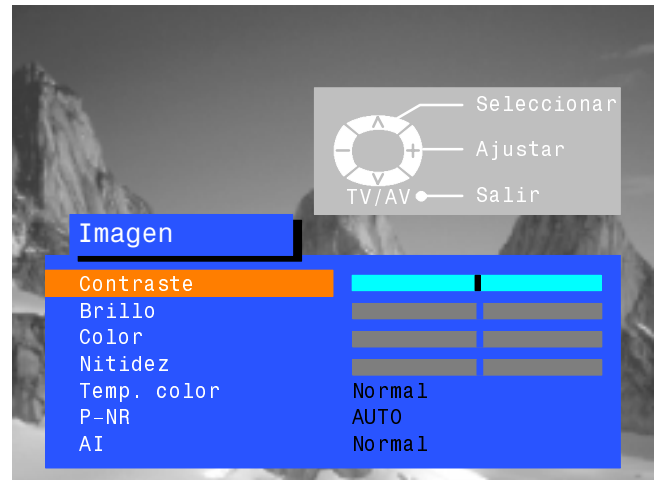 Seleccionar
Ajustar
TV/AV Salir
Imagen
Contraste
Brillo
Color
Nitidez
Temp. color Normal
P-NR AUTO
AI Normal